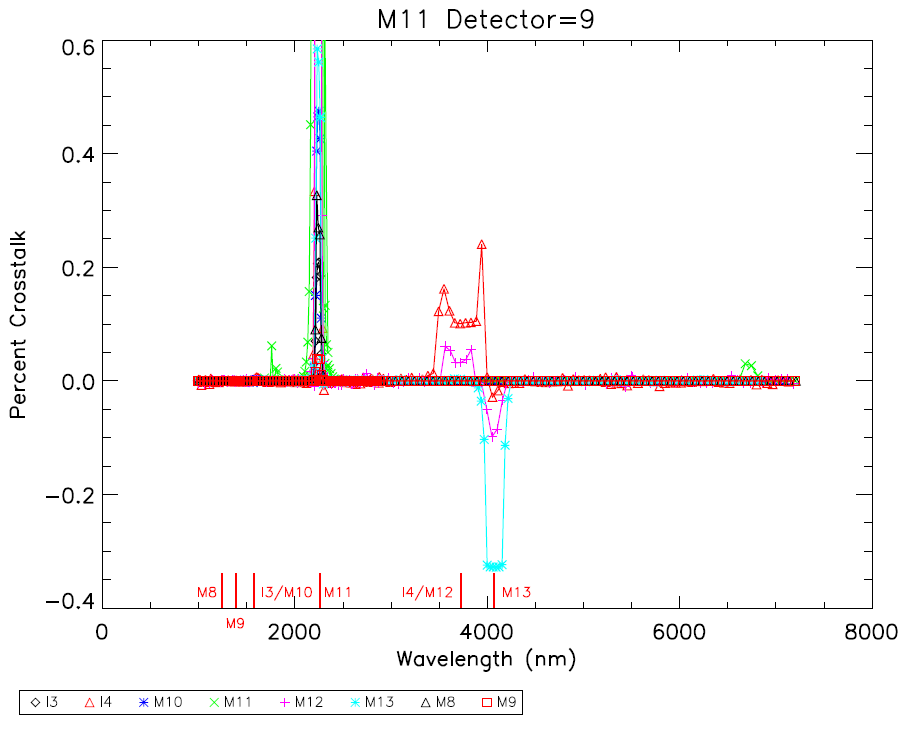 M11 Detector=9
0.6
0.4
0.2
0.0
−0.2
−0.4
Percent Crosstalk
M8 I3/M10 M11 I4/M12 M13
M9
0 2000 4000 6000 8000
Wavelength (nm)
I3 I4 M10 M11 M12 M13 M8 M9